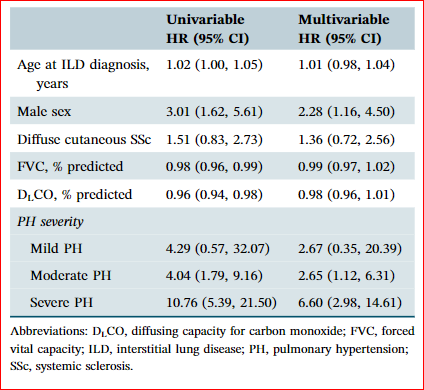 Univariable Multivariable
HR (95% CI) HR (95% CI)
Age at ILD diagnosis, 1.02 (1.00, 1.05) 1.01 (0.98, 1.04)
years
Male sex 3.01 (1.62, 5.61) 2.28 (1.16, 4.50)
Diffuse cutaneous SSc 1.51 (0.83, 2.73) 1.36 (0.72, 2.56)
FVC, % predicted 0.98 (0.96, 0.99) 0.99 (0.97, 1.02)
DLCO, % predicted 0.96 (0.94, 0.98) 0.98 (0.96, 1.01)
PH severity
Mild PH 4.29 (0.57, 32.07) 2.67 (0.35, 20.39)
Moderate PH 4.04 (1.79, 9.16) 2.65 (1.12, 6.31)
Severe PH 10.76 (5.39, 21.50) 6.60 (2.98, 14.61)
Abbreviations: DLCO, diffusing capacity for carbon monoxide; FVC, forced
vital capacity; ILD, interstitial lung disease; PH, pulmonary hypertension;
SSc, systemic sclerosis.